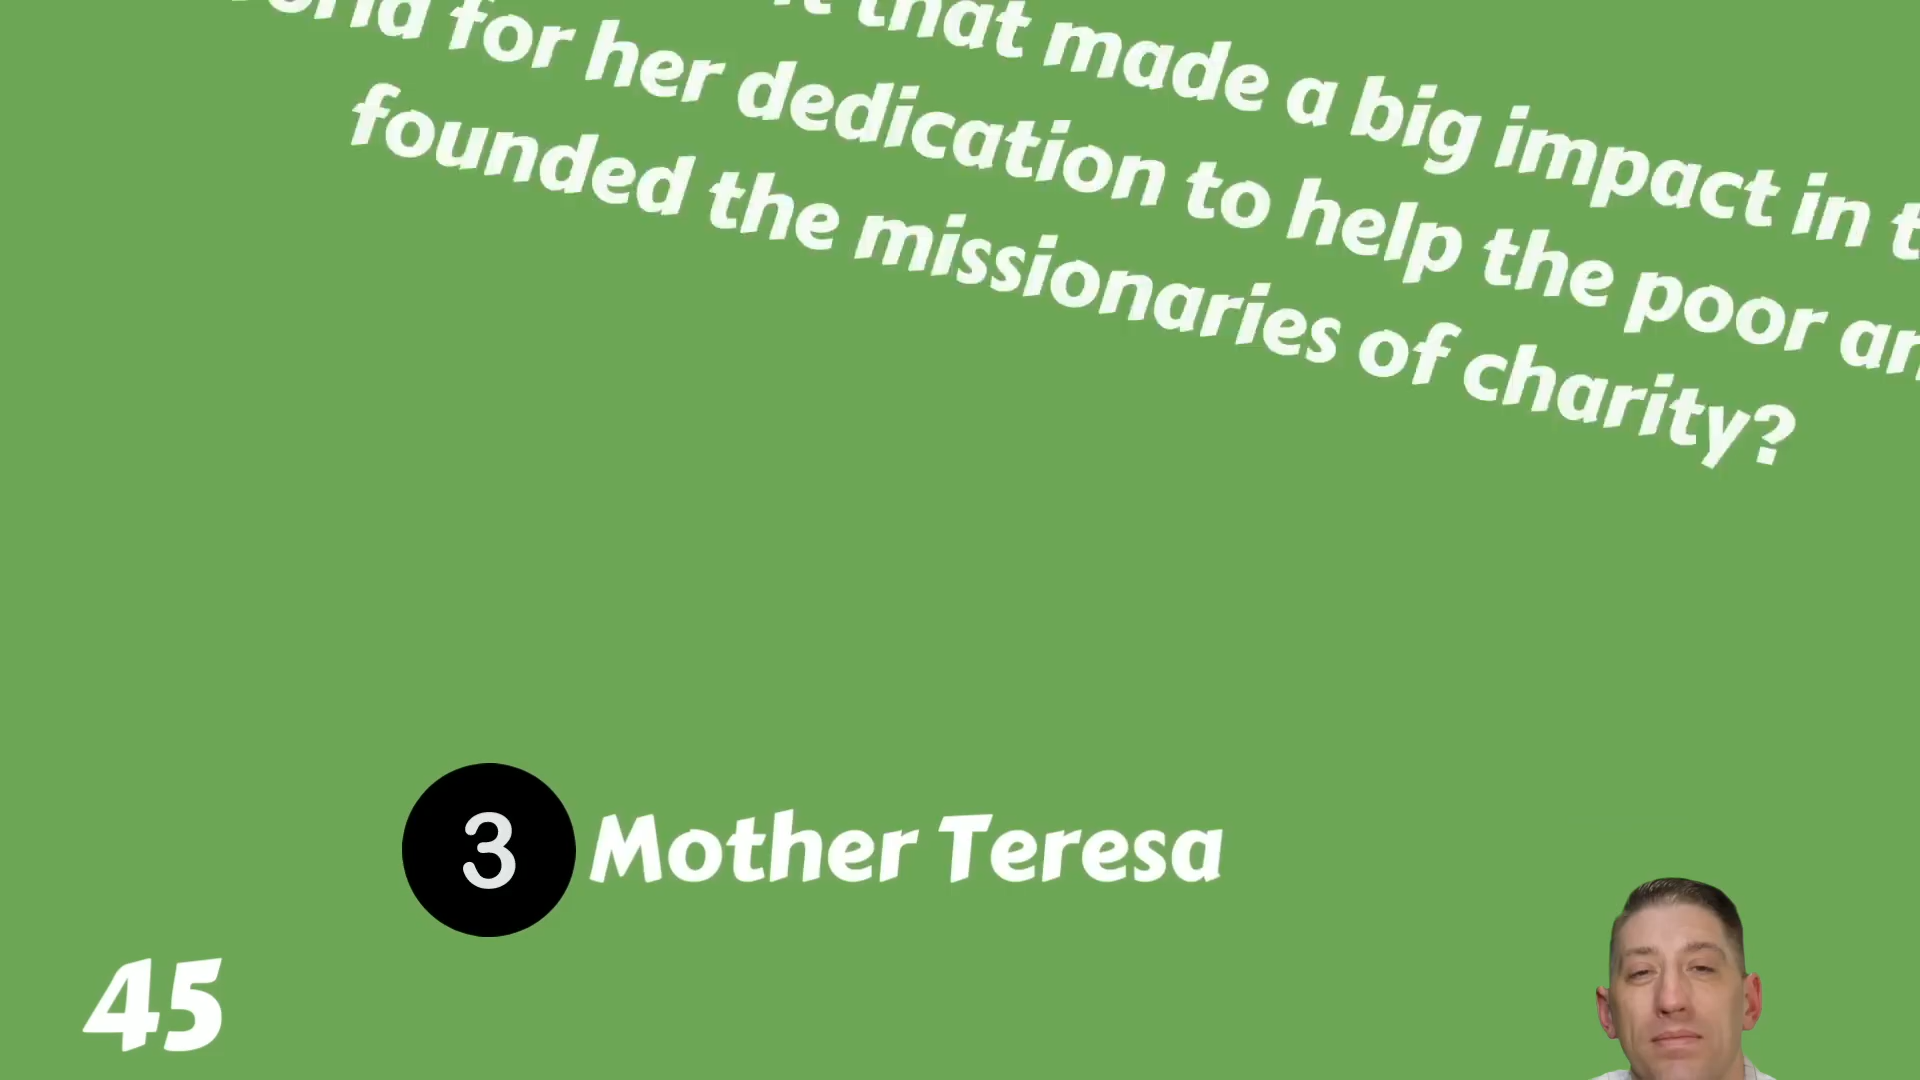 that made a big impact in
for her dedication to help the poor
founded the missionaries of charity?
3 Mother Teresa
45